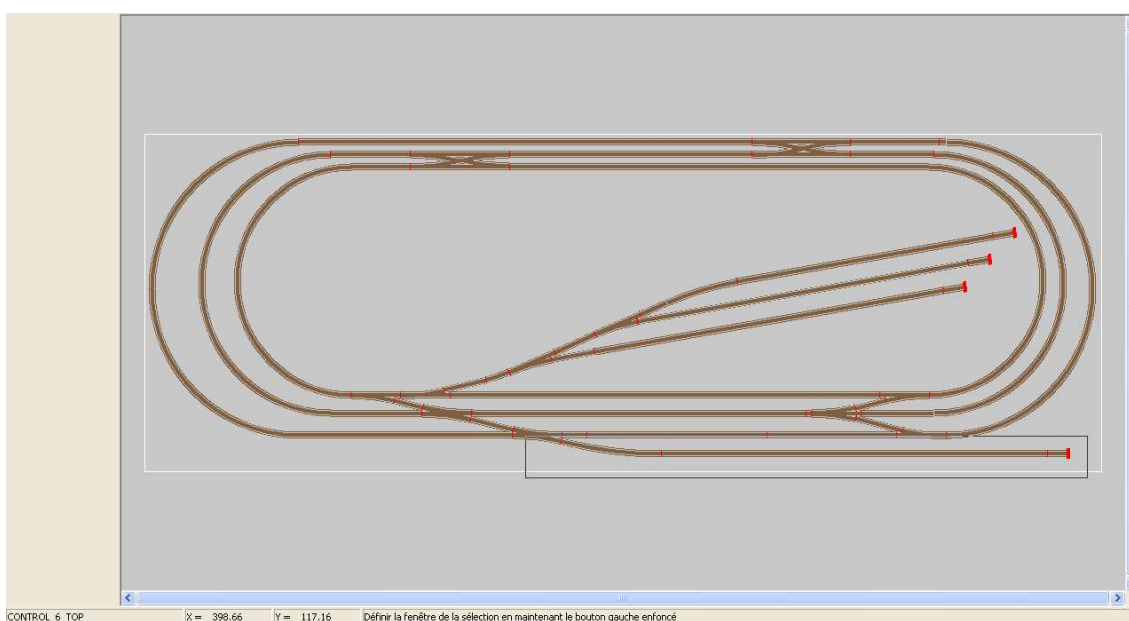 CONTROL 6 TOP X = 398.66 Y = 117.16 Définir la fenêtre de la sélection en maintenant le bouton gauche enfoncé